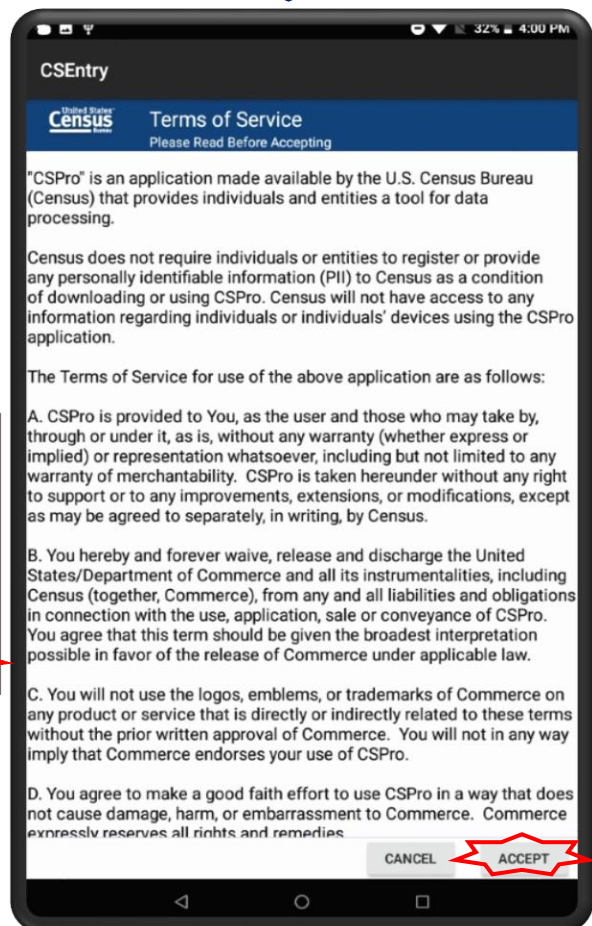 32% 4:00 PM
CSEntry
United States®
Census
Bureau
Terms of Service
Please Read Before Accepting
"CSPro" is an application made available by the U.S. Census Bureau
(Census) that provides individuals and entities a tool for data
processing.
Census does not require individuals or entities to register or provide
any personally identifiable information (PII) to Census as a condition
of downloading or using CSPro. Census will not have access to any
information regarding individuals or individuals' devices using the CSPro
application.
The Terms of Service for use of the above application are as follows:
A. CSPro is provided to You, as the user and those who may take by,
through or under it, as is, without any warranty (whether express or
implied) or representation whatsoever, including but not limited to any
warranty of merchantability. CSPro is taken hereunder without any right
to support or to any improvements, extensions, or modifications, except
as may be agreed to separately, in writing, by Census.
B. You hereby and forever waive, release and discharge the United
States/Department of Commerce and all its instrumentalities, including
Census (together, Commerce), from any and all liabilities and obligations
in connection with the use, application, sale or conveyance of CSPro.
You agree that this term should be given the broadest interpretation
possible in favor of the release of Commerce under applicable law.
C. You will not use the logos, emblems, or trademarks of Commerce on
any product or service that is directly or indirectly related to these terms
without the prior written approval of Commerce. You will not in any way
imply that Commerce endorses your use of CSPro.
D. You agree to make a good faith effort to use CSPro in a way that does
not cause damage, harm, or embarrassment to Commerce. Commerce
expressly reserves all rights and remedies
CANCEL
ACCEPT